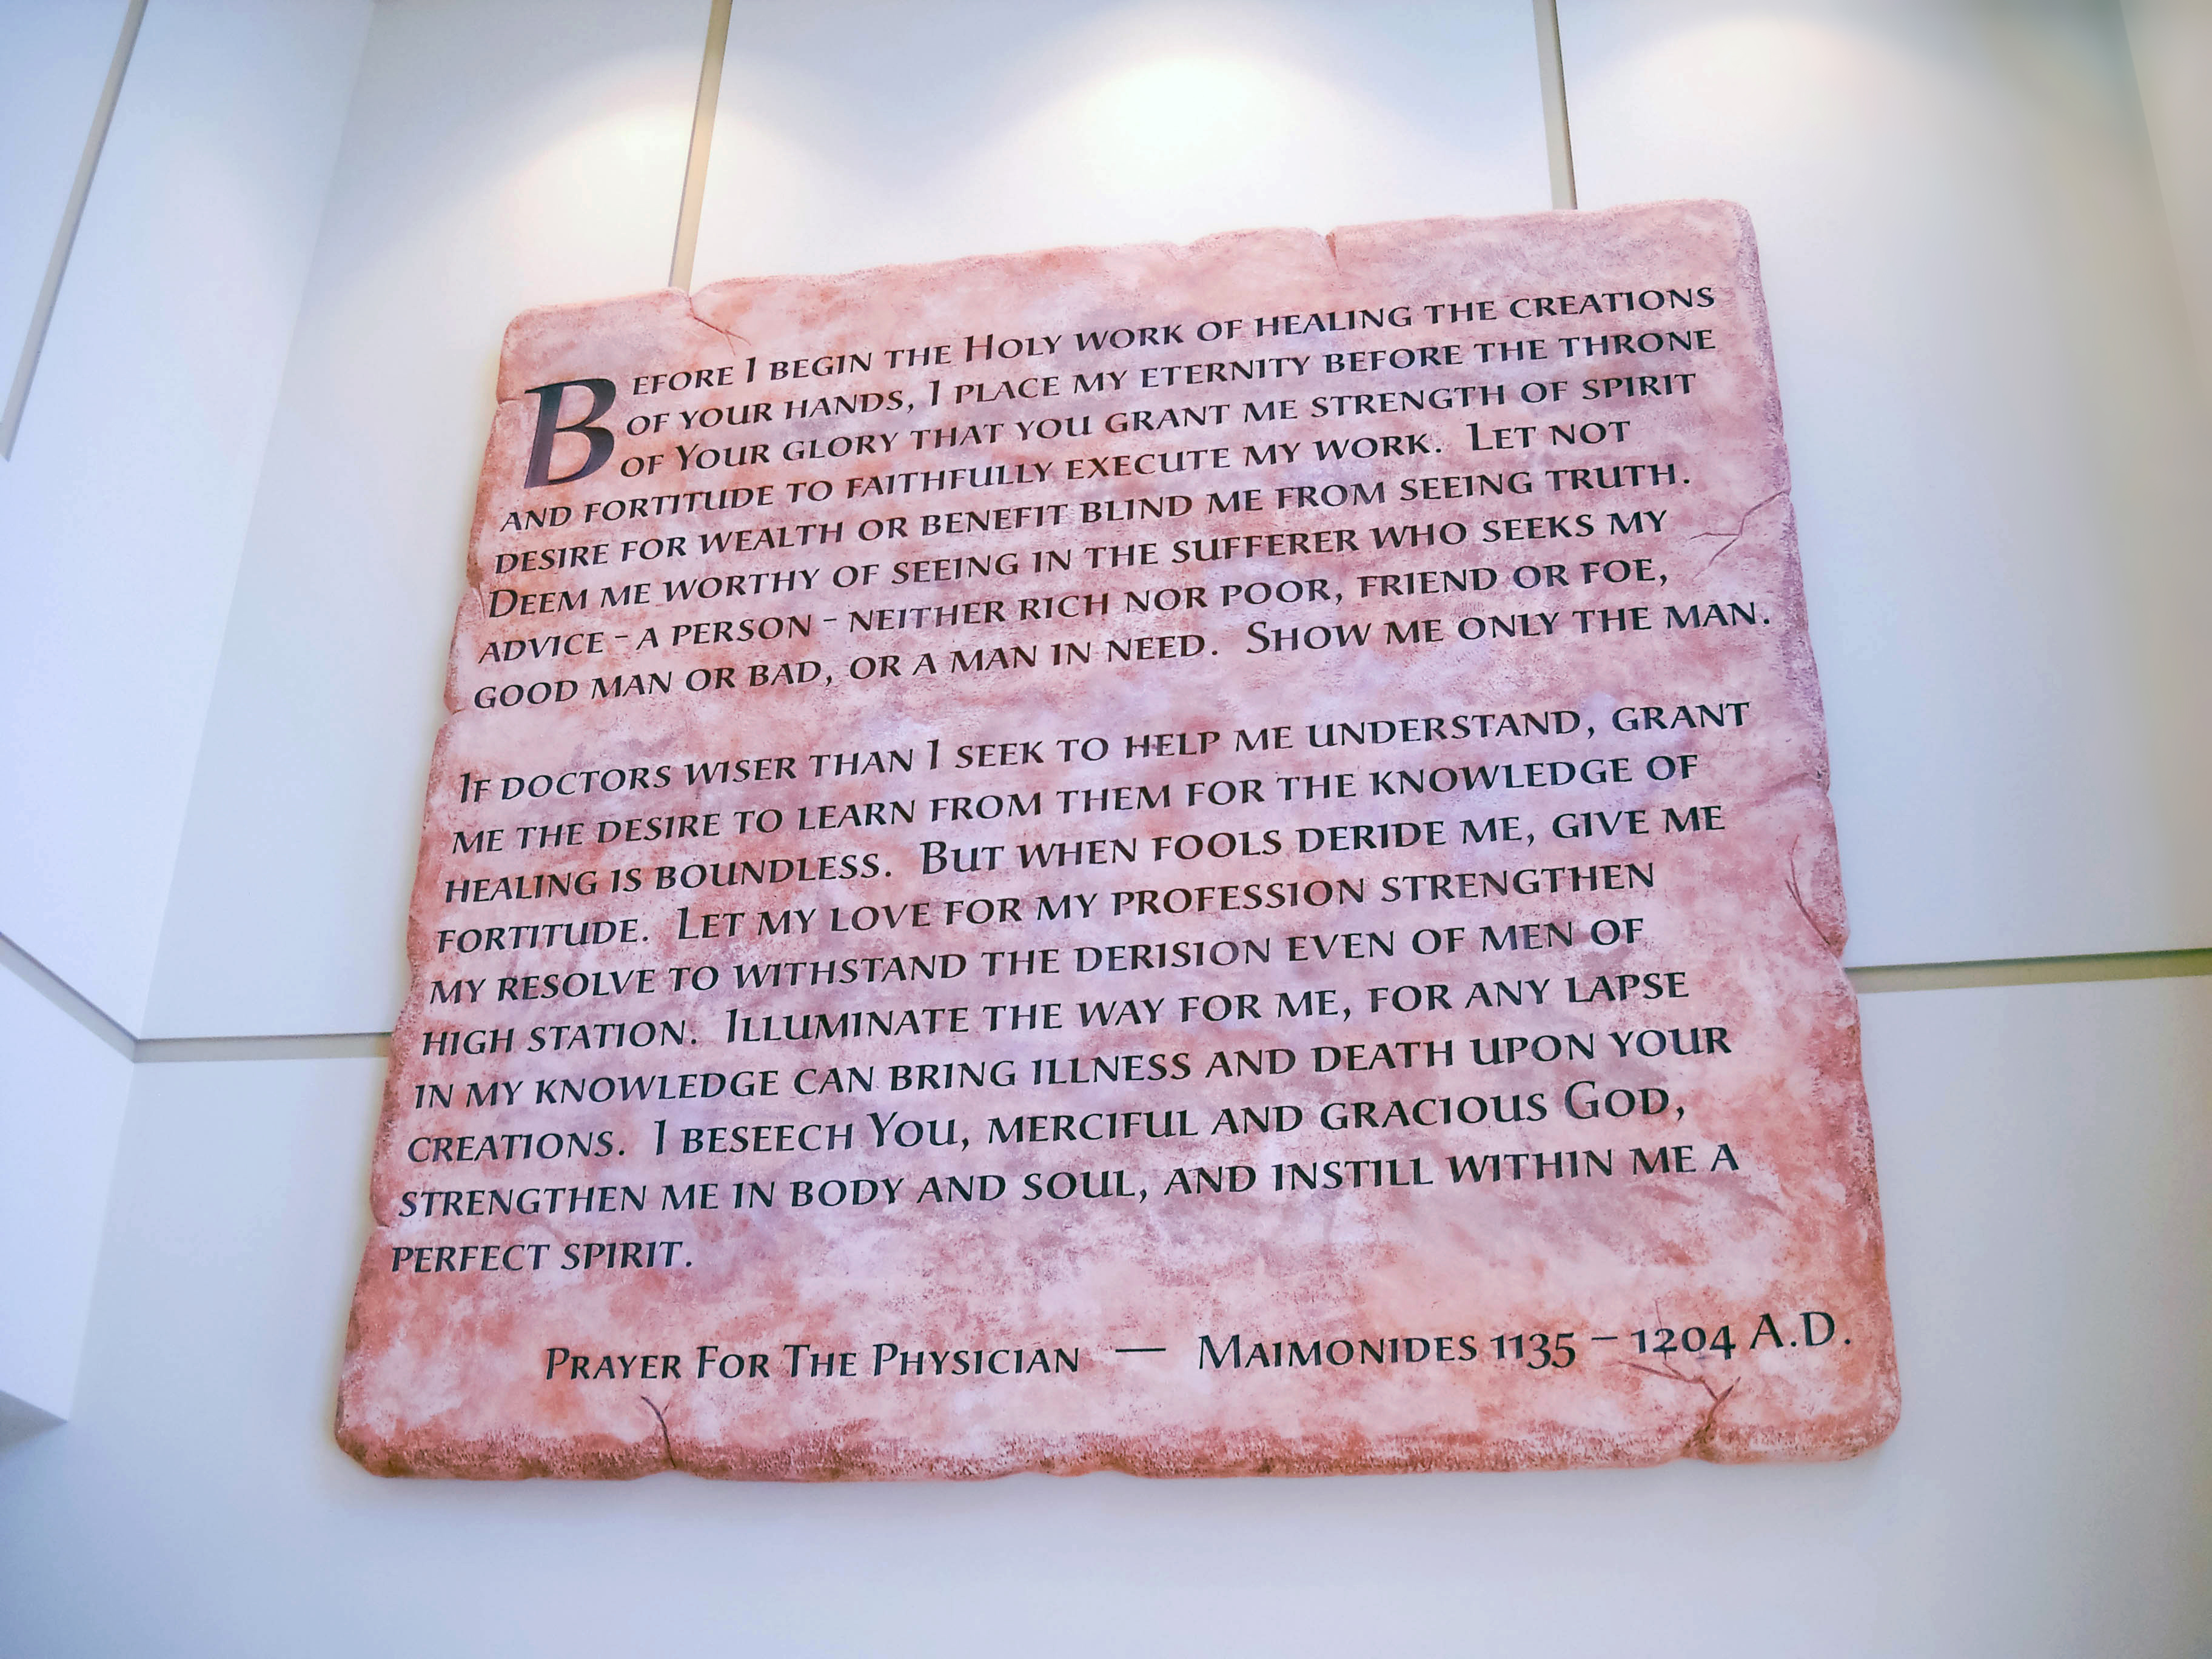 Before I begin the Holy work of healing the creations
of your hands, I place my eternity before the throne
of Your glory that you grant me strength of spirit
and fortitude to faithfully execute my work.  Let not
desire for wealth or benefit blind me from seeing truth.
Deem me worthy of seeing in the sufferer who seeks my
advice - a person - neither rich nor poor, friend or foe,
good man or bad, or a man in need.  Show me only the man.
If doctors wiser than I seek to help me understand, grant
me the desire to learn from them for the knowledge of
healing is boundless.  But when fools deride me, give me
fortitude.  Let my love for my profession strengthen
my resolve to withstand the derision even of men of
high station.  Illuminate the way for me, for any lapse
in my knowledge can bring illness and death upon your
creations.  I beseech You, merciful and gracious God,
strengthen me in body and soul, and instill within me a
perfect spirit.
Prayer For The Physician — Maimonides 1135 – 1204 A.D.